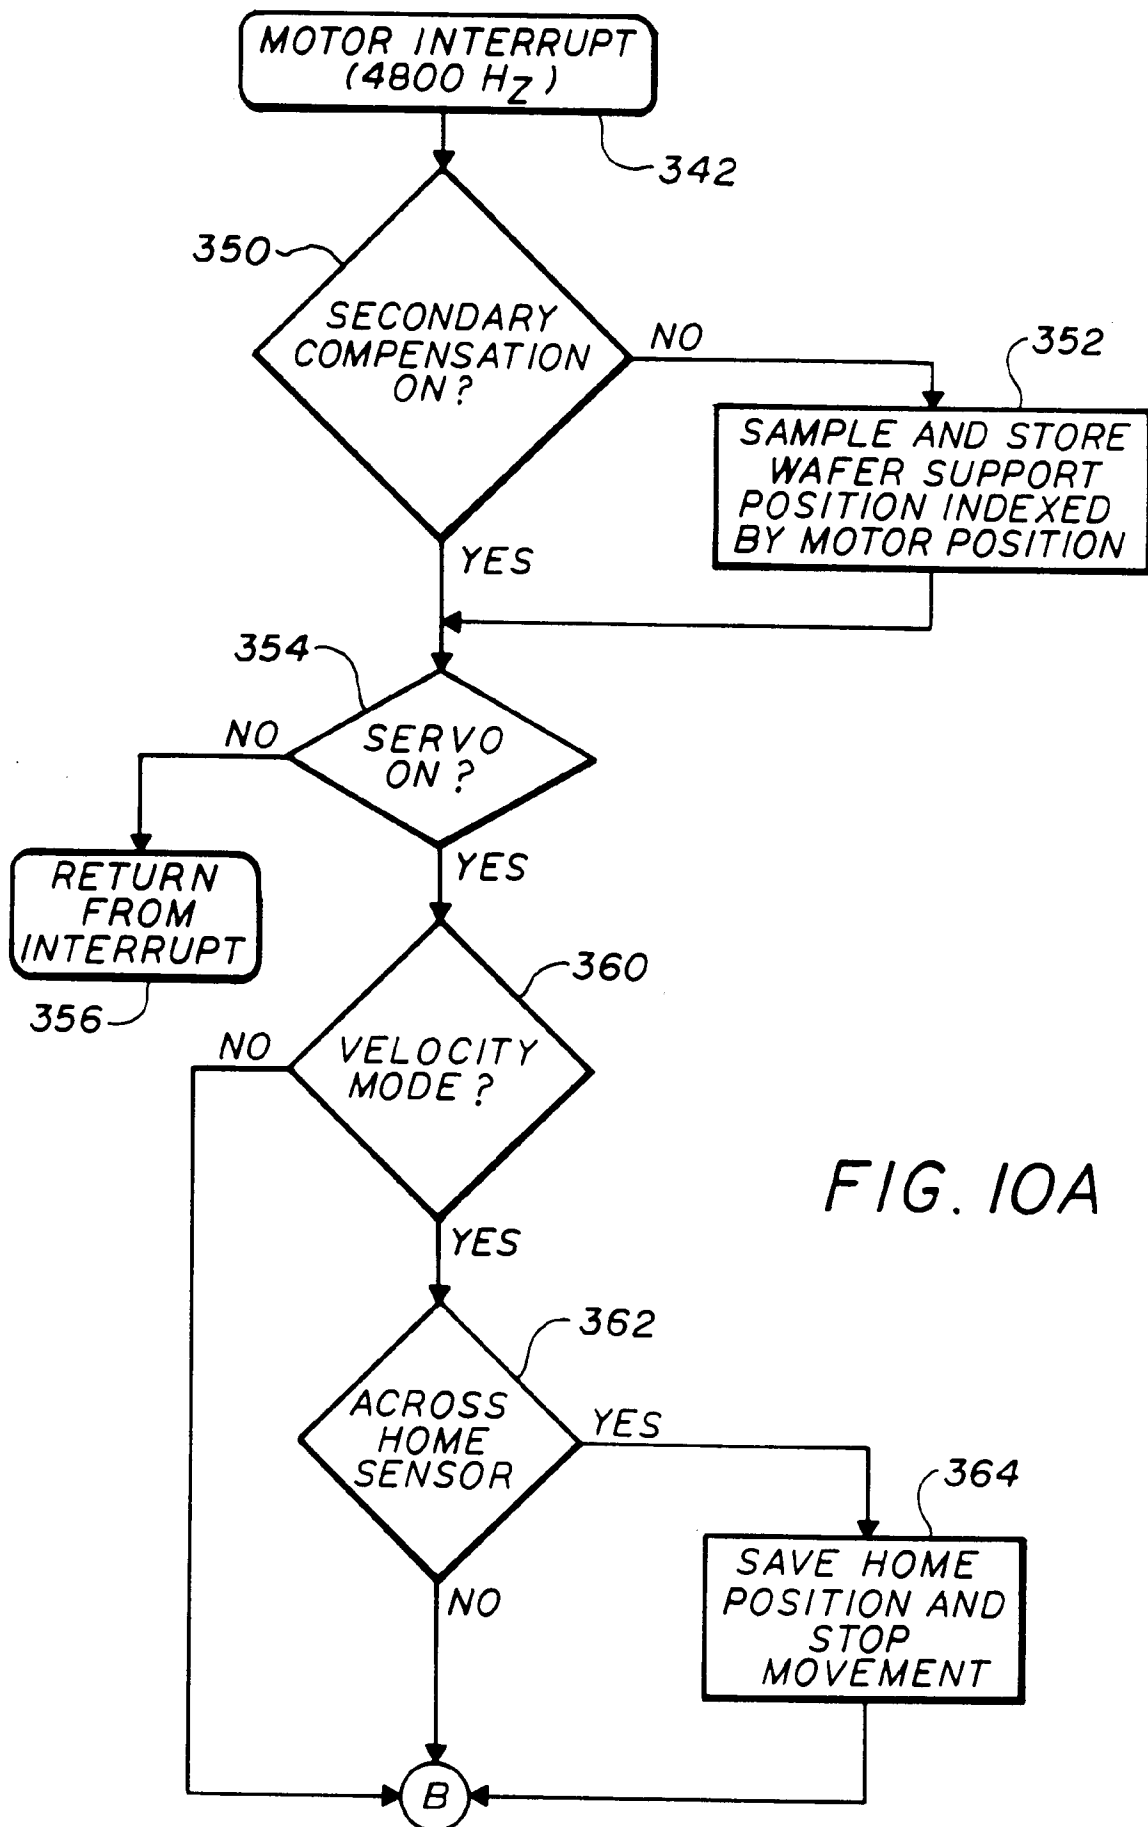 MOTOR INTERRUPT
(4800 HZ)
342
350
SECONDARY
COMPENSATION
ON?
NO
352
SAMPLE AND STORE
WAFER SUPPORT
POSITION INDEXED
BY MOTOR POSITION
YES
354
NO
SERVO
ON?
YES
RETURN
FROM
INTERRUPT
356
360
NO
VELOCITY
MODE?
FIG. 10A
YES
362
ACROSS
HOME
SENSOR
YES
364
SAVE HOME
POSITION AND
STOP
MOVEMENT
NO
B